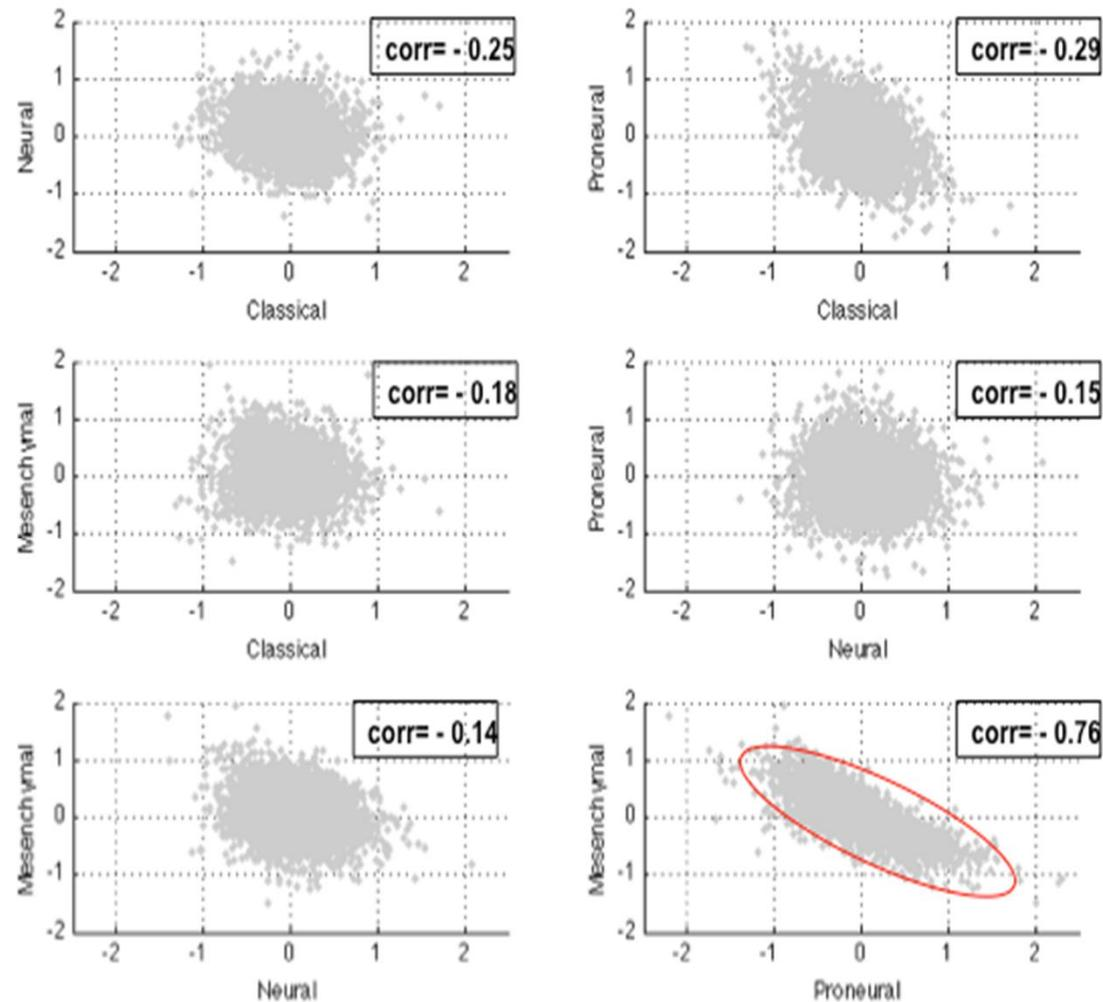 2
1
0
-1
-2
Neural
corr= - 0.25
-2 -1 0 1 2
Classical
2
1
0
-1
-2
Proneural
corr= - 0.29
-2 -1 0 1 2
Classical
2
1
0
-1
-2
Mesenchymal
corr= - 0.18
-2 -1 0 1 2
Classical
2
1
0
-1
-2
Proneural
corr= - 0.15
-2 -1 0 1 2
Neural
2
1
0
-1
-2
Mesenchymal
corr= - 0.14
-2 -1 0 1 2
Neural
2
1
0
-1
-2
Mesenchymal
corr= - 0.76
-2 -1 0 1 2
Proneural